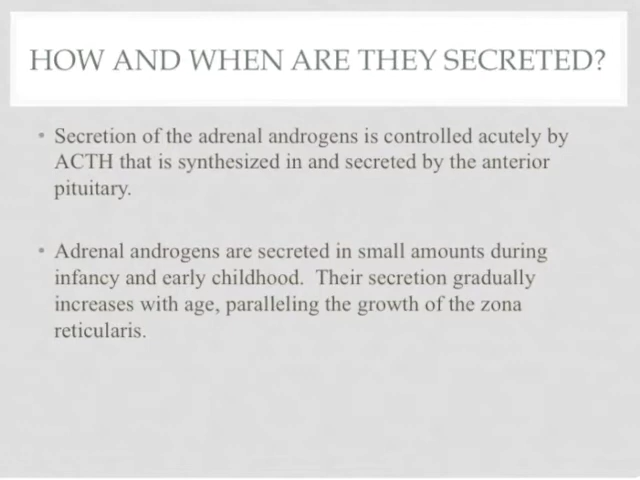 HOW AND WHEN ARE THEY SECRETED?
• Secretion of the adrenal androgens is controlled acutely by
ACTH that is synthesized in and secreted by the anterior
pituitary.
• Adrenal androgens are secreted in small amounts during
infancy and early childhood.  Their secretion gradually
increases with age, paralleling the growth of the zona
reticularis.